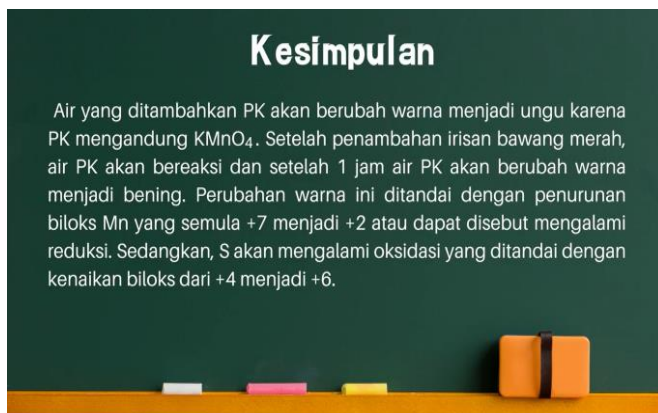 Kesimpulan
Air yang ditambahkan PK akan berubah warna menjadi ungu karena
PK mengandung KMnO₄. Setelah penambahan irisan bawang merah,
air PK akan bereaksi dan setelah 1 jam air PK akan berubah warna
menjadi bening. Perubahan warna ini ditandai dengan penurunan
biloks Mn yang semula +7 menjadi +2 atau dapat disebut mengalami
reduksi. Sedangkan, S akan mengalami oksidasi yang ditandai dengan
kenaikan biloks dari +4 menjadi +6.